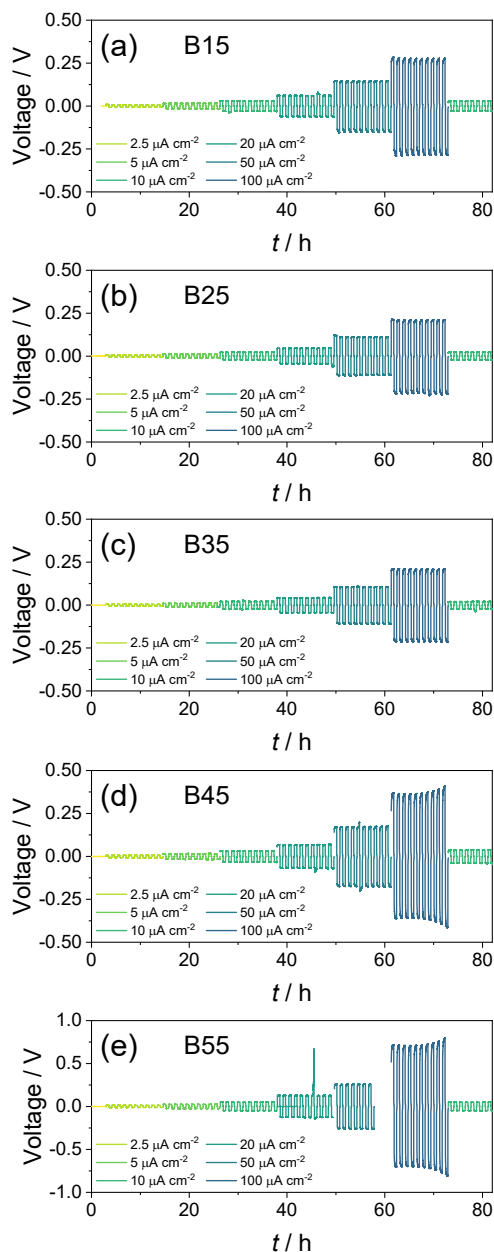 (a) B15
Voltage / V
0.50
0.25
0.00
-0.25
-0.50
2.5 μA cm⁻² 20 μA cm⁻²
5 μA cm⁻² 50 μA cm⁻²
10 μA cm⁻² 100 μA cm⁻²
0 20 40 60 80
t / h
(b) B25
Voltage / V
0.50
0.25
0.00
-0.25
-0.50
2.5 μA cm⁻² 20 μA cm⁻²
5 μA cm⁻² 50 μA cm⁻²
10 μA cm⁻² 100 μA cm⁻²
0 20 40 60 80
t / h
(c) B35
Voltage / V
0.50
0.25
0.00
-0.25
-0.50
2.5 μA cm⁻² 20 μA cm⁻²
5 μA cm⁻² 50 μA cm⁻²
10 μA cm⁻² 100 μA cm⁻²
0 20 40 60 80
t / h
(d) B45
Voltage / V
0.50
0.25
0.00
-0.25
-0.50
2.5 μA cm⁻² 20 μA cm⁻²
5 μA cm⁻² 50 μA cm⁻²
10 μA cm⁻² 100 μA cm⁻²
0 20 40 60 80
t / h
(e) B55
Voltage / V
1.0
0.5
0.0
-0.5
-1.0
2.5 μA cm⁻² 20 μA cm⁻²
5 μA cm⁻² 50 μA cm⁻²
10 μA cm⁻² 100 μA cm⁻²
0 20 40 60 80
t / h